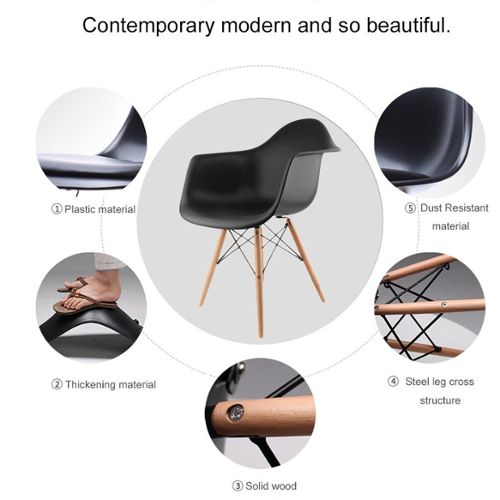 Contemporary modern and so beautiful.
① Plastic material
⑤ Dust Resistant
material
② Thickening material
④ Steel leg cross
structure
③ Solid wood